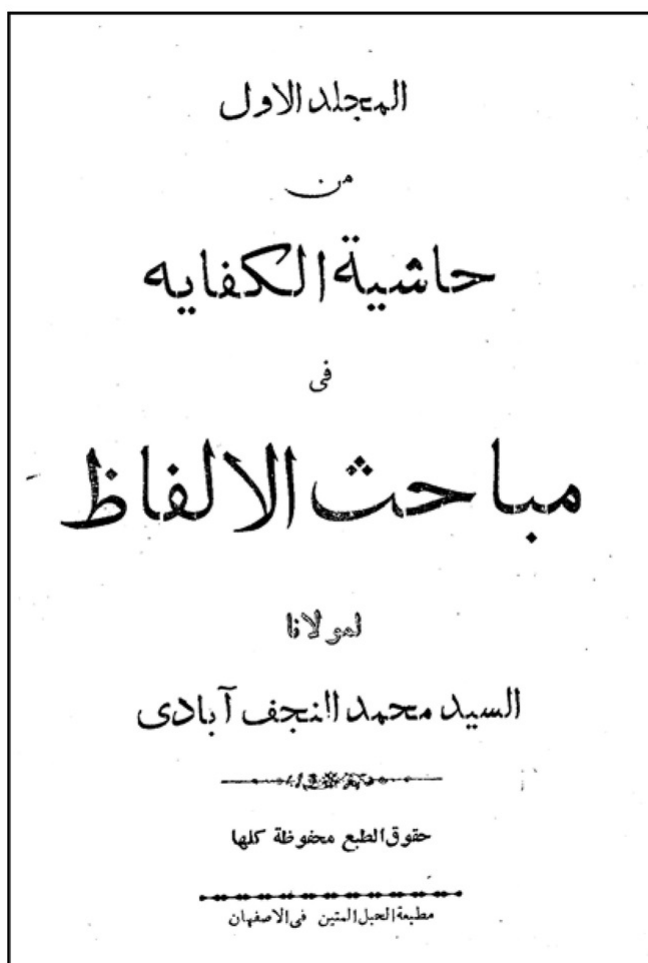 المجلد الاول
من
حاشية الكفايه
فى
مباحث الالفاظ
لمولانا
السيد محمد النجف آبادى
حقوق الطبع محفوظة كلها
مطبعة الحبل المتين فى الاصفهان